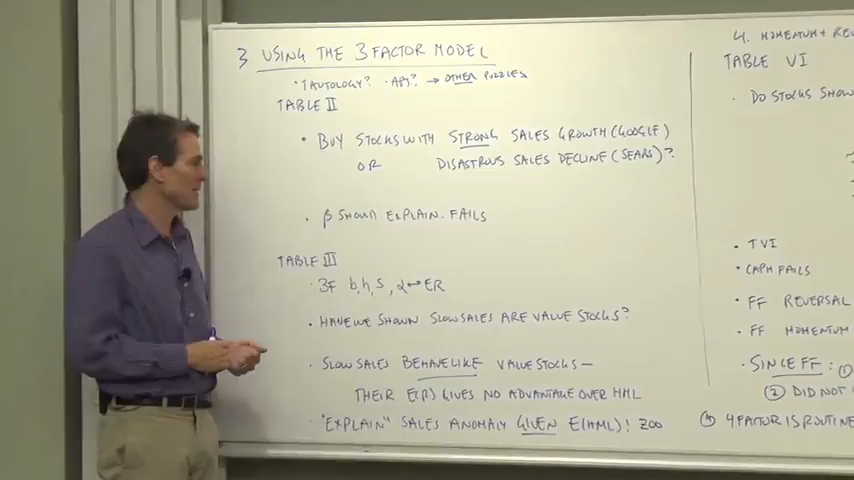 3 USING THE 3 FACTOR MODEL
• TAUTOLOGY? • APT? → OTHER PUZZLES
TABLE II
• BUY STOCKS WITH STRONG SALES GROWTH (GOOGLE)
OR DISASTROUS SALES DECLINE (SEARS)?
• β SHOULD EXPLAIN. FAILS
TABLE III
• 3F b, h, s, α ↔ ER
• HAVE WE SHOWN SLOW SALES ARE VALUE STOCKS?
• SLOW SALES BEHAVE LIKE VALUE STOCKS —
THEIR E(R) GIVES NO ADVANTAGE OVER HML
• "EXPLAIN" SALES ANOMALY GIVEN E(HML)! ZOO
4. MOMENTUM + REV
TABLE VI
• DO STOCKS SHOW
• TVI
• CAPM FAILS
• FF REVERSAL
• FF MOMENTUM
• SINCE FF: ①
② DID NOT
4 FACTOR IS ROUTINE